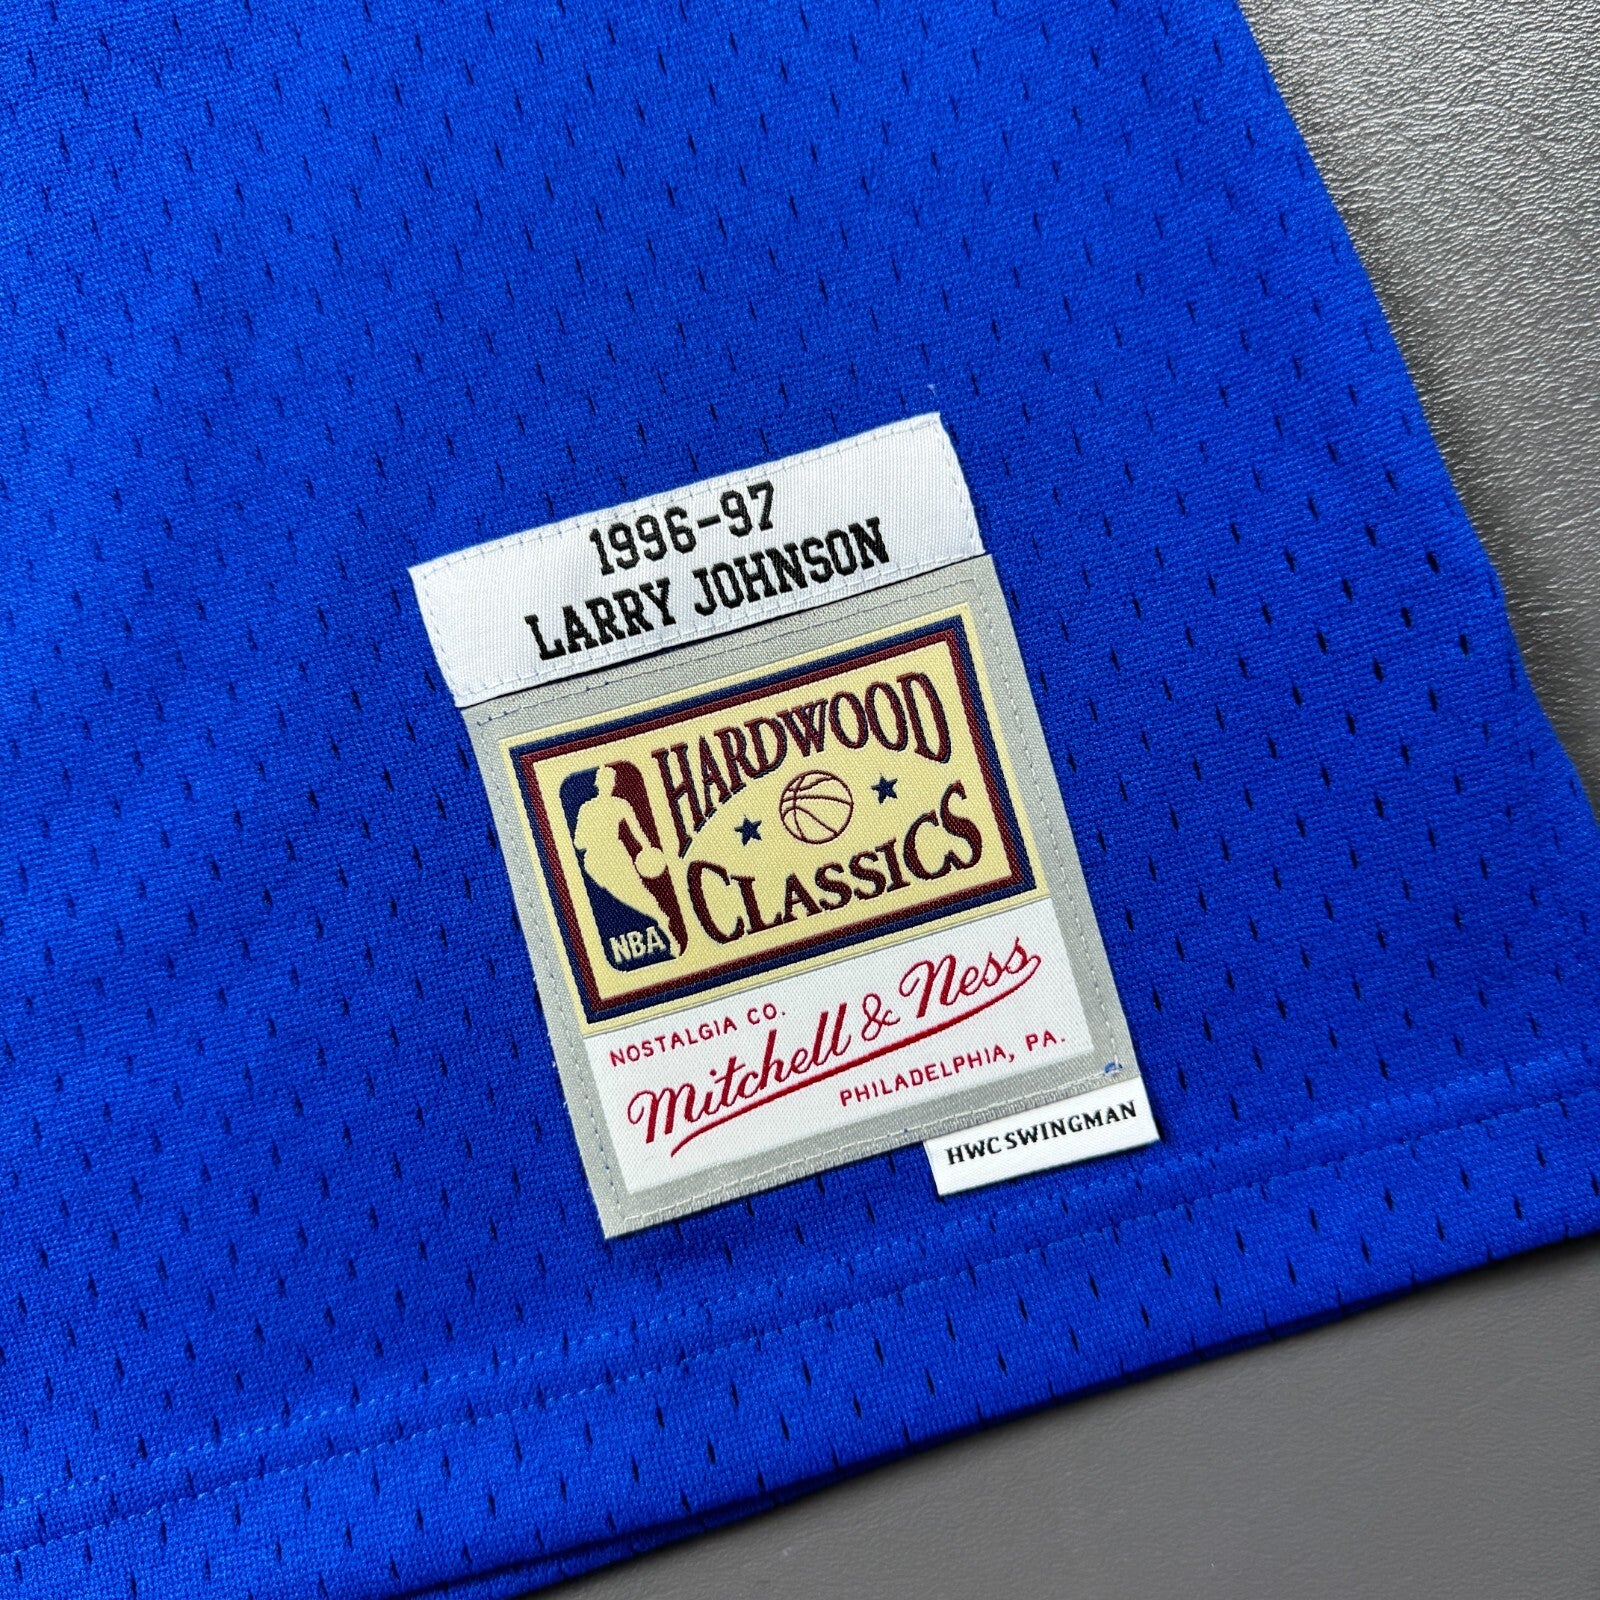 1996-97
LARRY JOHNSON
HARDWOOD
CLASSICS
NBA
NOSTALGIA CO.
Mitchell & Ness
PHILADELPHIA, PA.
HWC SWINGMAN